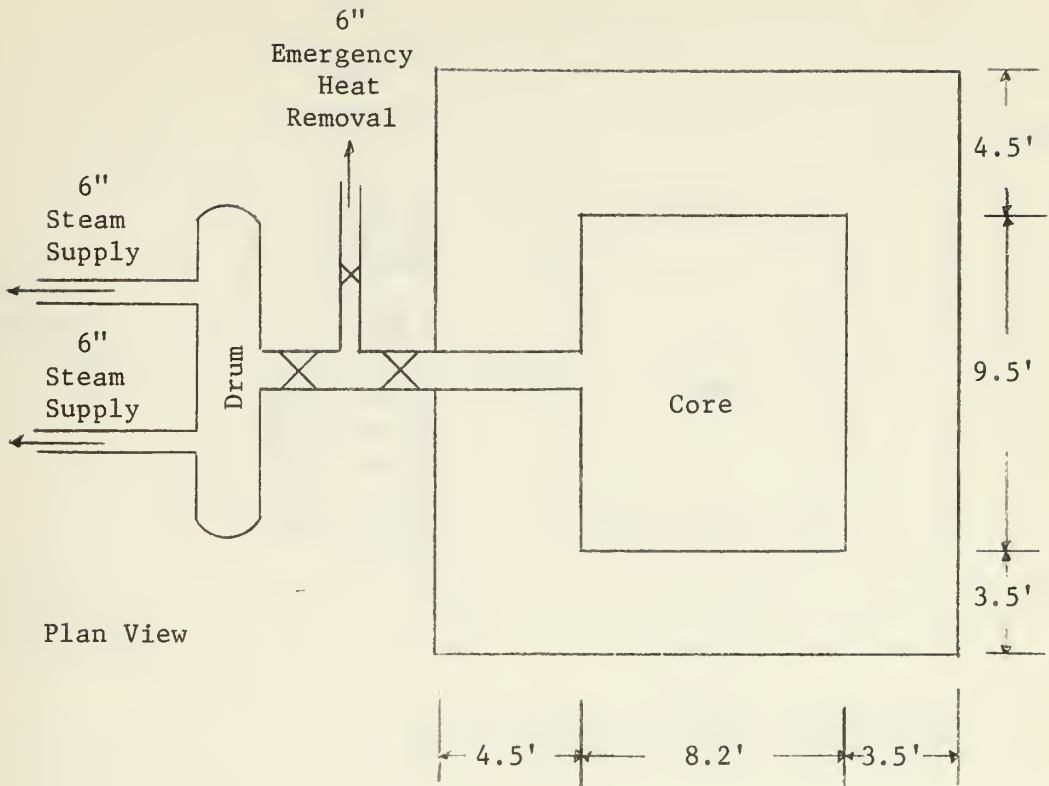 6"
Emergency
Heat
Removal
6"
Steam
Supply
6"
Steam
Supply
Drum
Core
4.5'
9.5'
3.5'
Plan View
4.5'
8.2'
3.5'